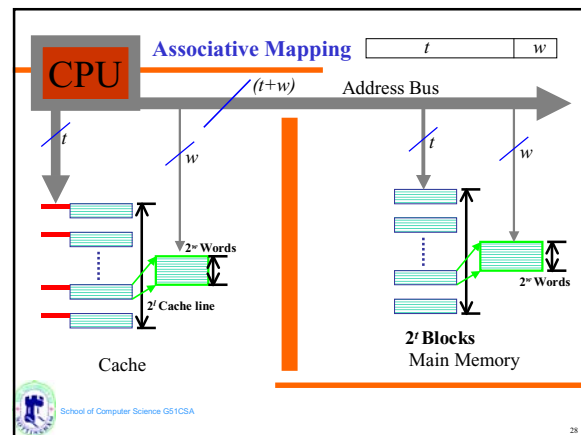 Associative Mapping
t w
CPU
(t+w)
Address Bus
t
w
t
w
2ʷ Words
2ˡ Cache line
2ʷ Words
2ᵗ Blocks
Cache
Main Memory
School of Computer Science G51CSA
28